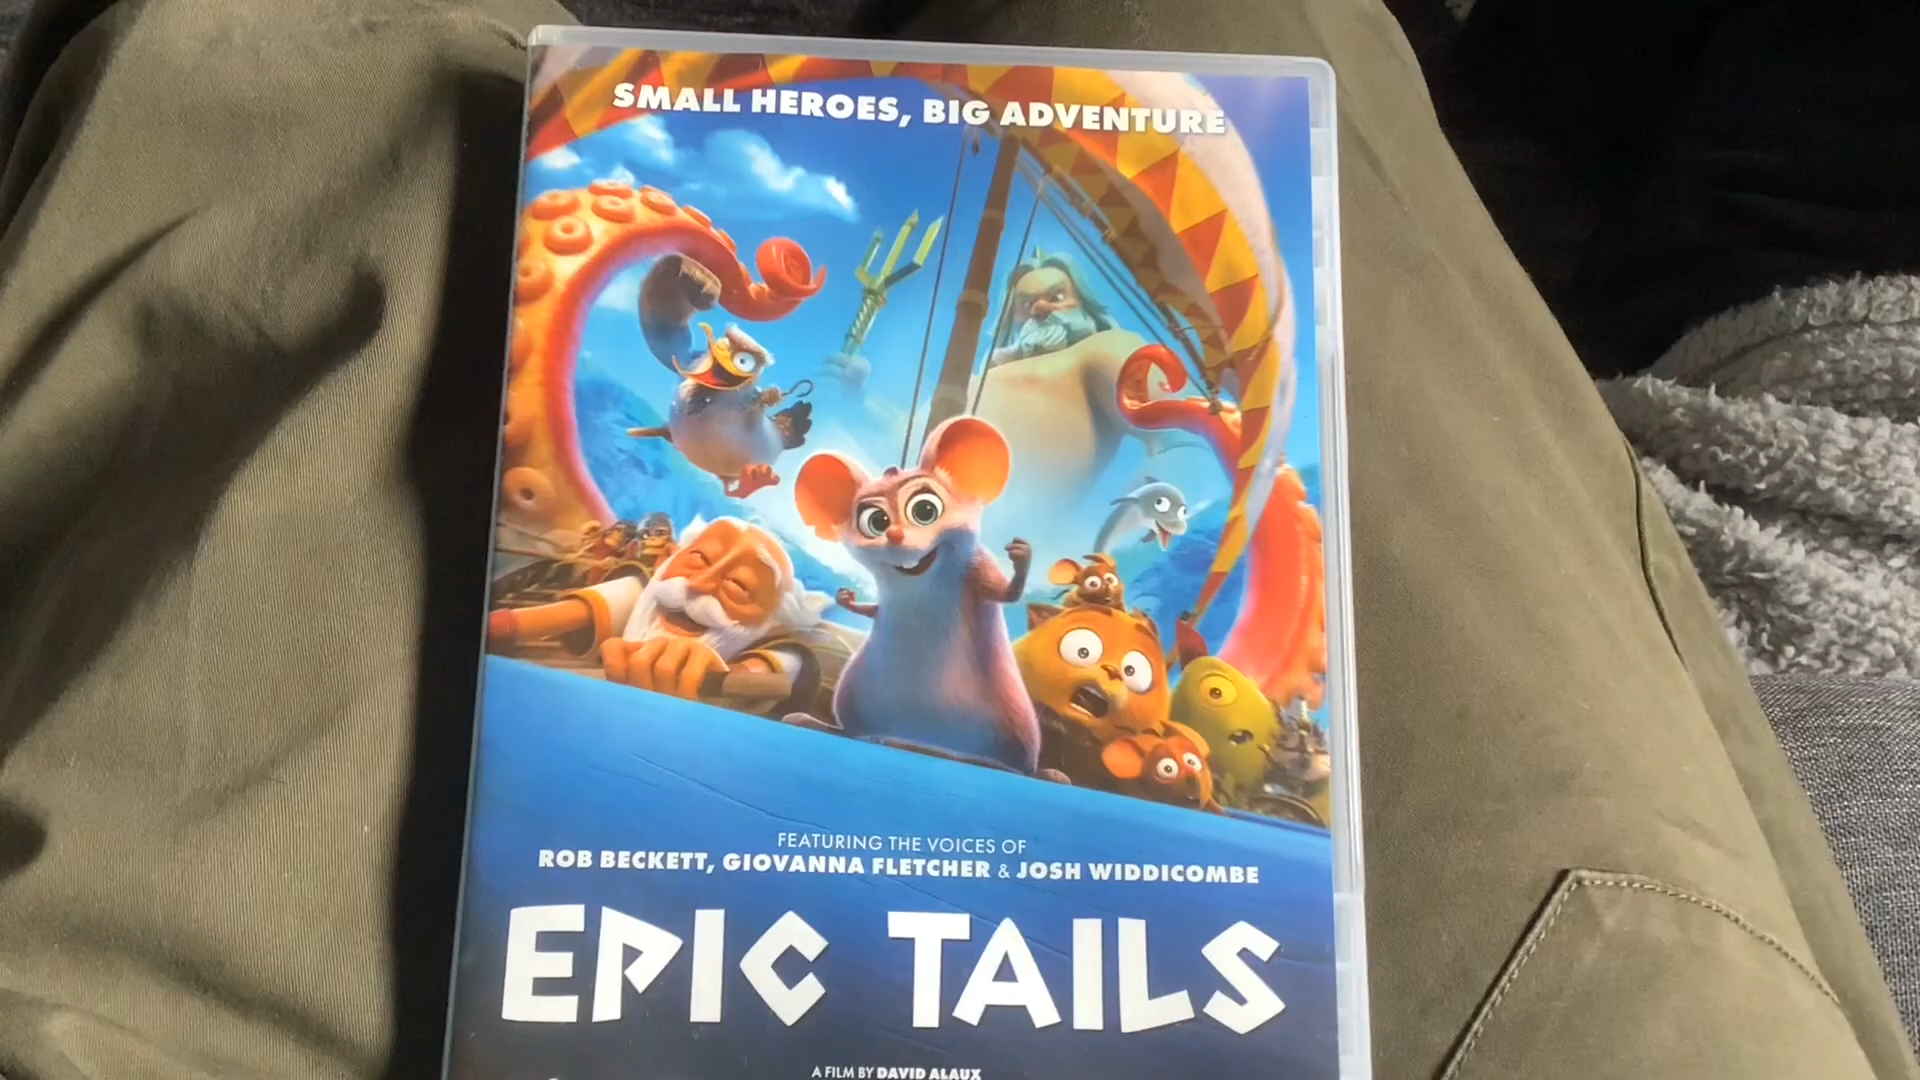 SMALL HEROES, BIG ADVENTURE
FEATURING THE VOICES OF
ROB BECKETT, GIOVANNA FLETCHER & JOSH WIDDICOMBE
EPIC TAILS
A FILM BY DAVID ALAUX